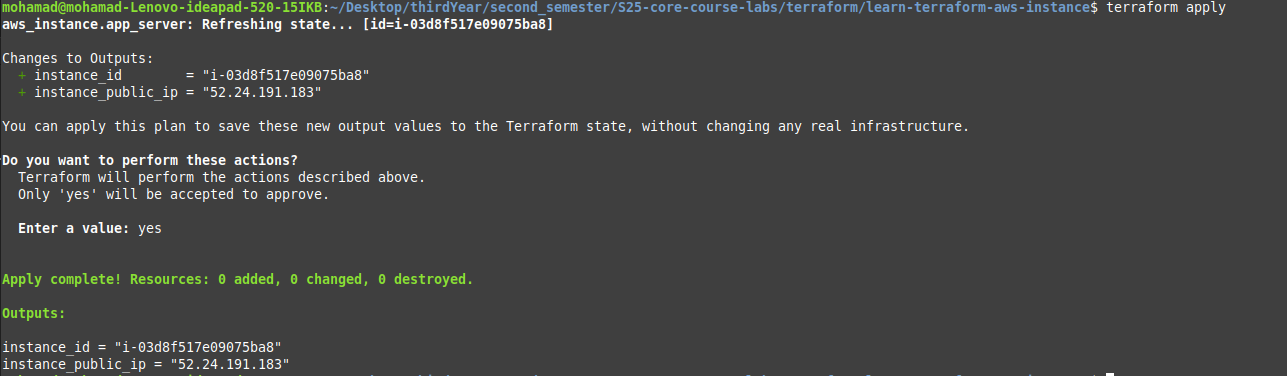 mohamad@mohamad-Lenovo-ideapad-520-15IKB:~/Desktop/thirdYear/second_semester/S25-core-course-labs/terraform/learn-terraform-aws-instance$ terraform apply
aws_instance.app_server: Refreshing state... [id=i-03d8f517e09075ba8]
Changes to Outputs:
+ instance_id        = "i-03d8f517e09075ba8"
+ instance_public_ip = "52.24.191.183"
You can apply this plan to save these new output values to the Terraform state, without changing any real infrastructure.
Do you want to perform these actions?
Terraform will perform the actions described above.
Only 'yes' will be accepted to approve.
Enter a value: yes
Apply complete! Resources: 0 added, 0 changed, 0 destroyed.
Outputs:
instance_id = "i-03d8f517e09075ba8"
instance_public_ip = "52.24.191.183"